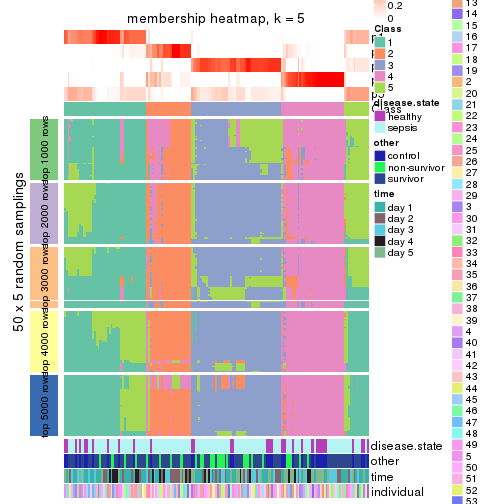 membership heatmap, k = 5
50 x 5 random samplings
top 1000 rows
top 2000 rows
top 3000 rows
top 4000 rows
top 5000 rows
disease.state
other
time
individual
0.2
0
Class
1
2
3
4
5
disease.state
healthy
sepsis
other
control
non-survivor
survivor
time
day 1
day 2
day 3
day 4
day 5
13
14
15
16
17
18
19
2
20
21
22
23
24
25
26
27
28
29
3
30
31
32
33
34
35
36
37
38
39
4
40
41
42
43
44
45
46
47
48
49
5
50
51
52
53